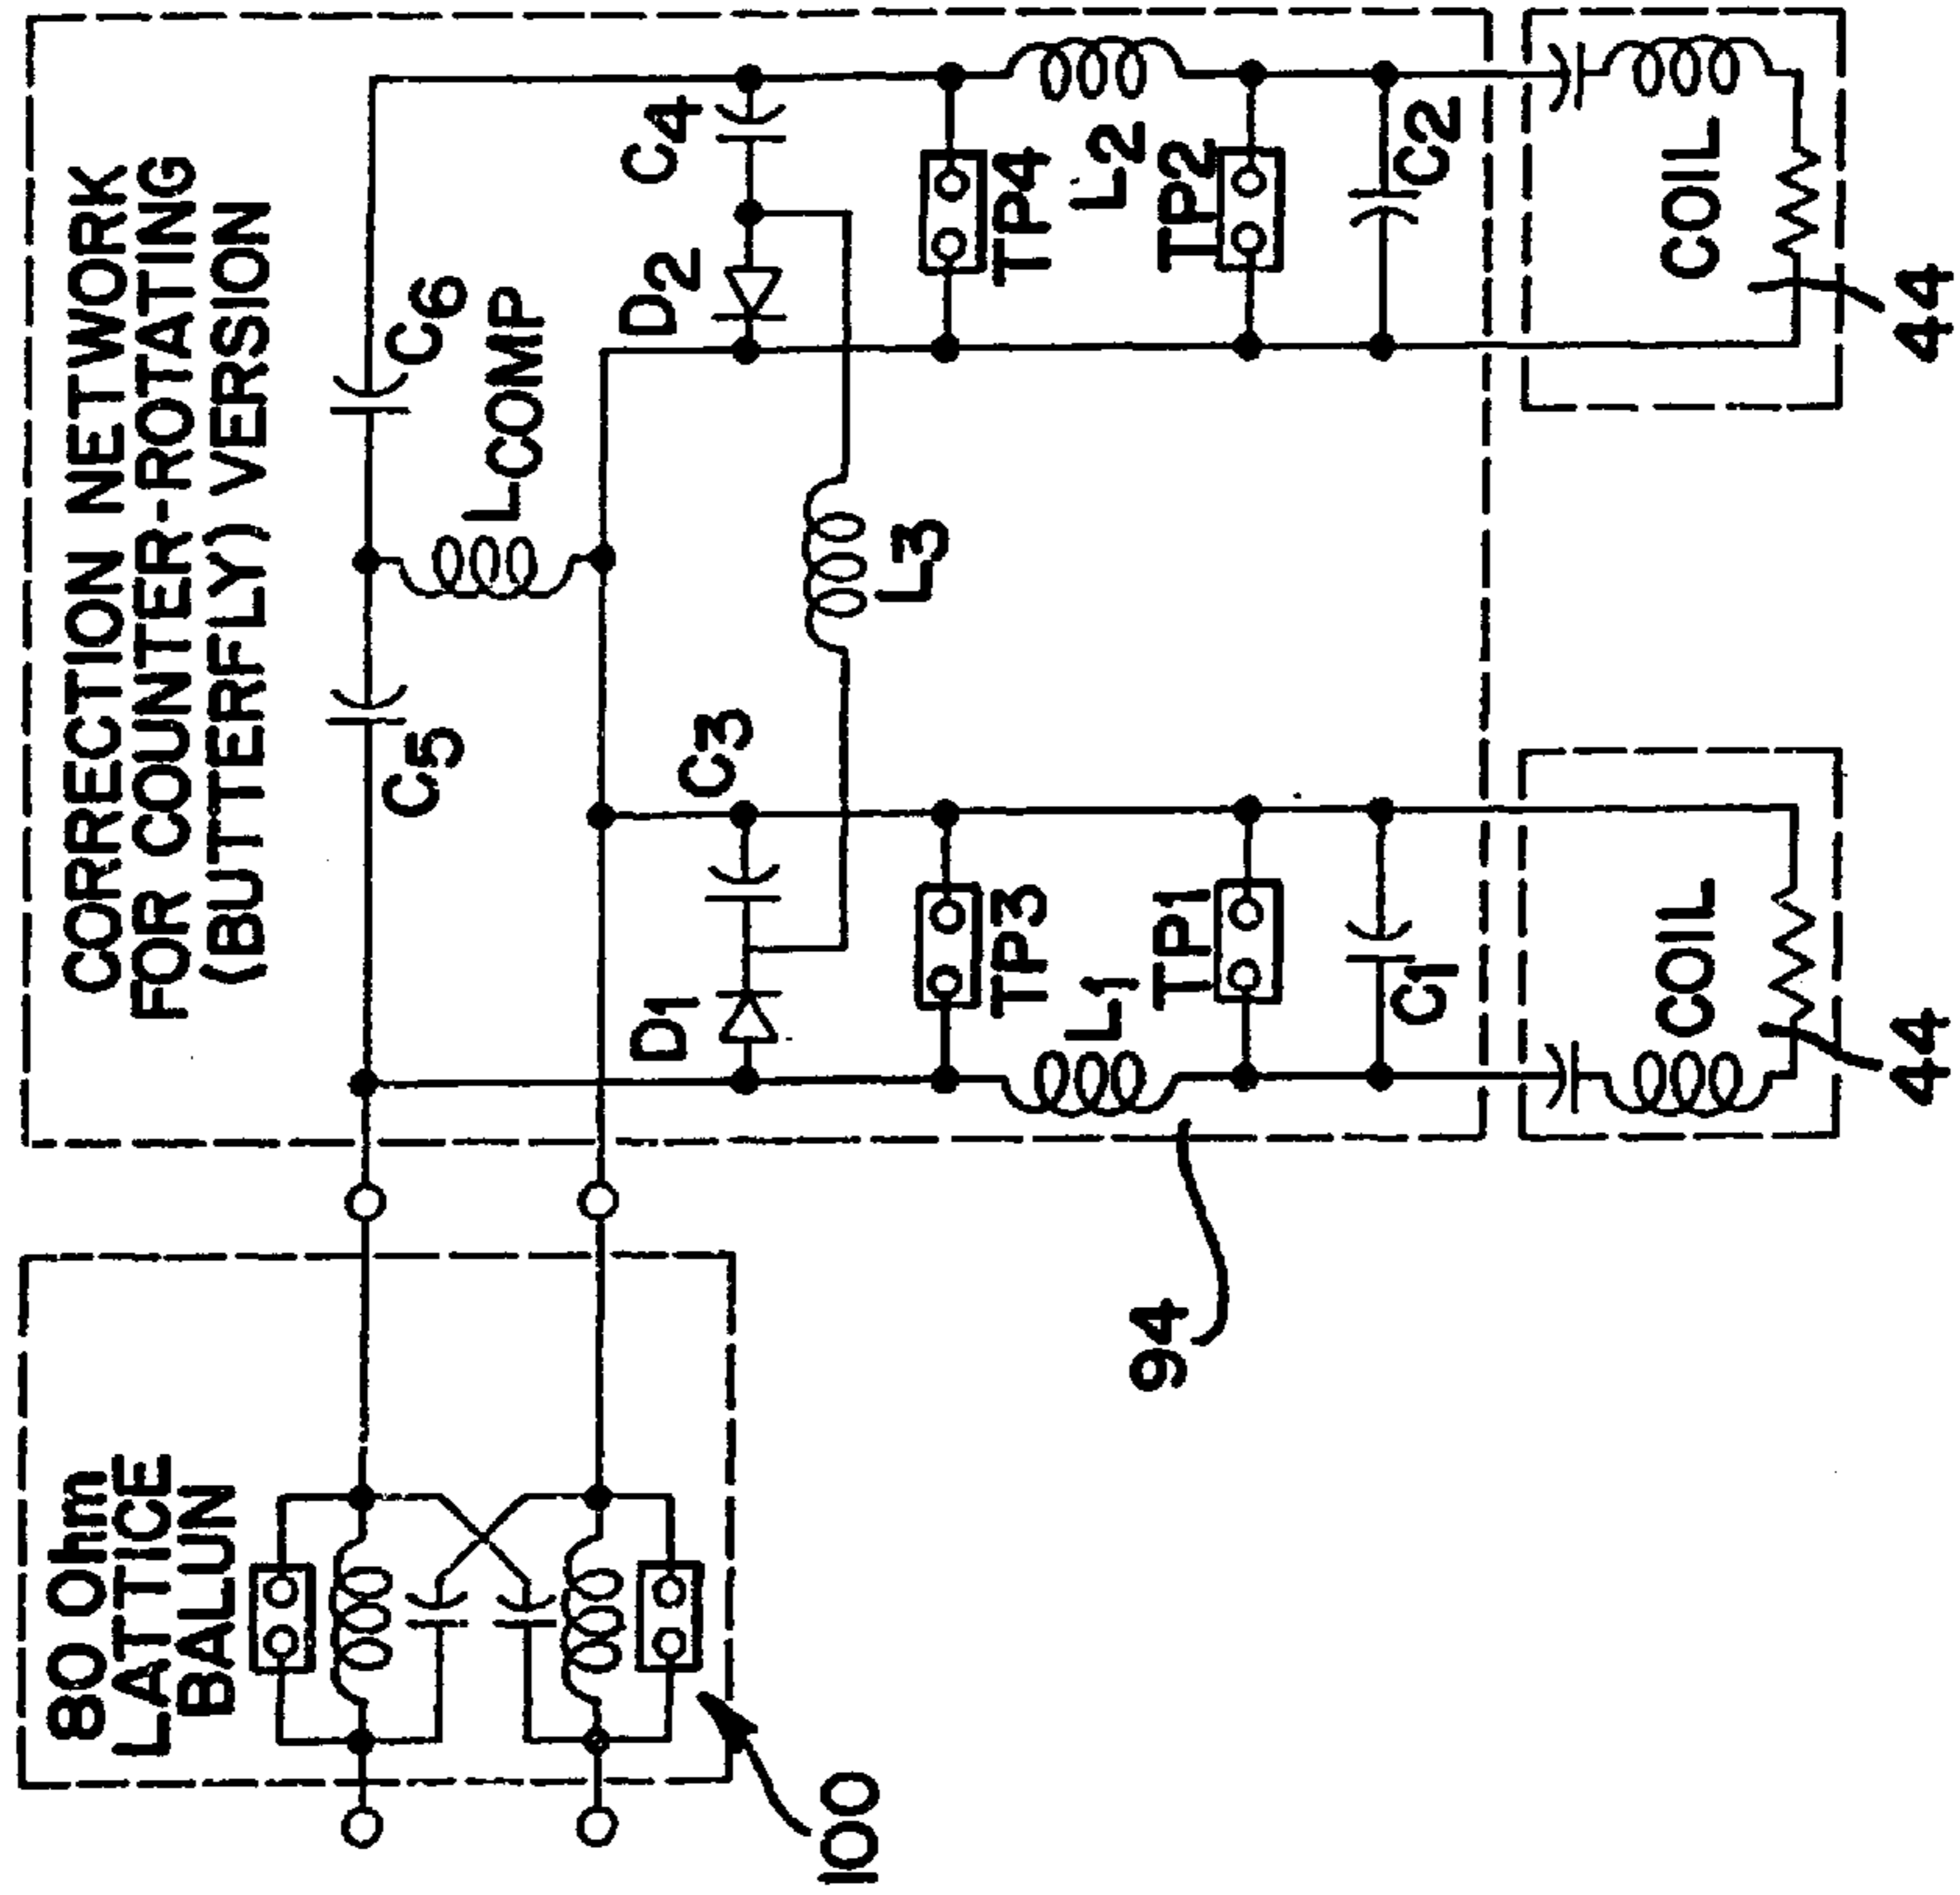 CORRECTION NETWORK
FOR COUNTER-ROTATING
(BUTTERFLY) VERSION
80 Ohm
LATTICE
BALUN
C5
C6
LCOMP
D1
C3
D2
C4
L3
TP3
TP4
L1
L2
TP1
TP2
C1
C2
COIL
COIL
44
44
94
100